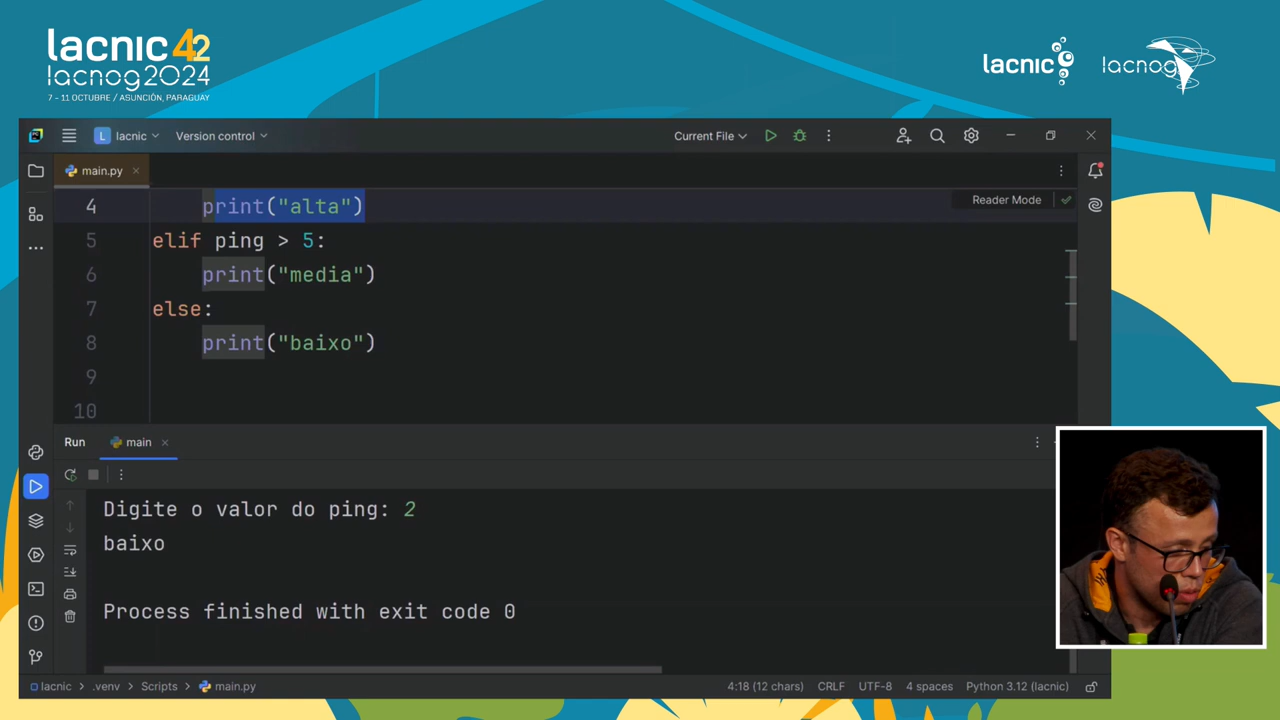 lacnic 42
lacnog2024
7 - 11 OCTUBRE / ASUNCIÓN, PARAGUAY
lacnic
lacnog
L lacnic
Version control
Current File
main.py
Reader Mode
4 print("alta")
5 elif ping > 5:
6 print("media")
7 else:
8 print("baixo")
9
10
Run main
Digite o valor do ping: 2
baixo
Process finished with exit code 0
lacnic > .venv > Scripts > main.py
4:18 (12 chars) CRLF UTF-8 4 spaces Python 3.12 (lacnic)